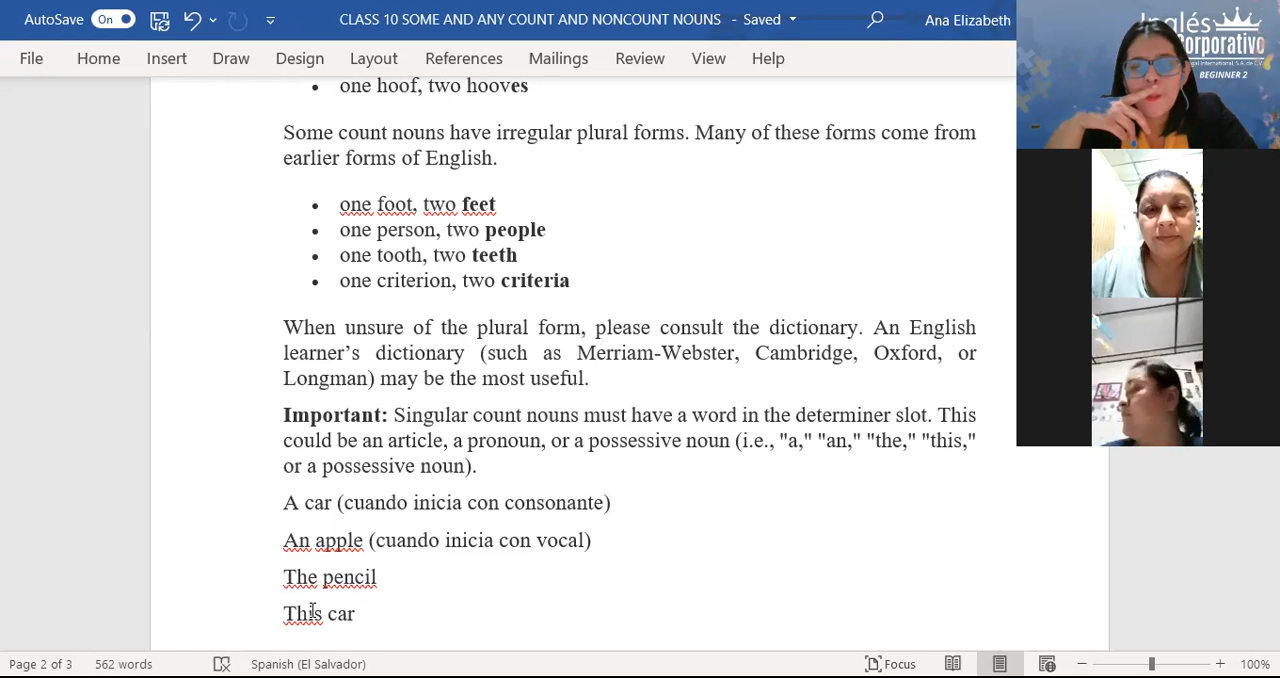 AutoSave On CLASS 10 SOME AND ANY COUNT AND NONCOUNT NOUNS - Saved Ana Elizabeth
File Home Insert Draw Design Layout References Mailings Review View Help
Inglés
Corporativo
BEGINNER 2
• one hoof, two hooves
Some count nouns have irregular plural forms. Many of these forms come from
earlier forms of English.
• one foot, two feet
• one person, two people
• one tooth, two teeth
• one criterion, two criteria
When unsure of the plural form, please consult the dictionary. An English
learner's dictionary (such as Merriam-Webster, Cambridge, Oxford, or
Longman) may be the most useful.
Important: Singular count nouns must have a word in the determiner slot. This
could be an article, a pronoun, or a possessive noun (i.e., "a," "an," "the," "this,"
or a possessive noun).
A car (cuando inicia con consonante)
An apple (cuando inicia con vocal)
The pencil
This car
Page 2 of 3 562 words Spanish (El Salvador) Focus 100%